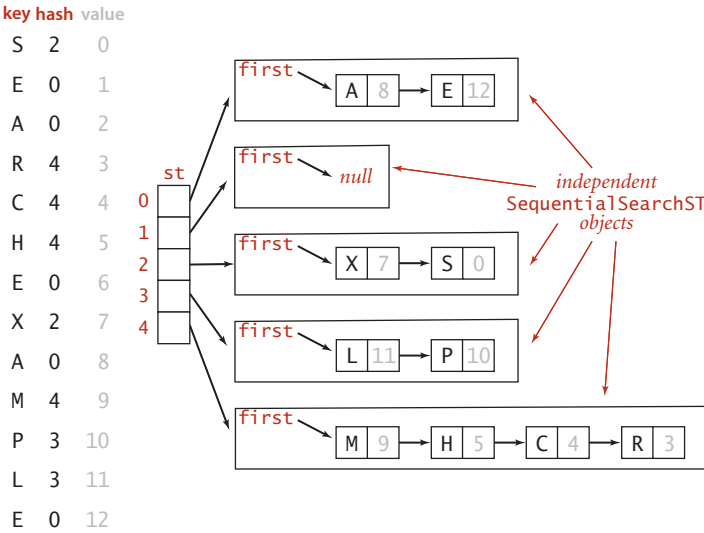 key hash value
S 2 0
E 0 1
A 0 2
R 4 3
C 4 4
H 4 5
E 0 6
X 2 7
A 0 8
M 4 9
P 3 10
L 3 11
E 0 12
st
0
1
2
3
4
first
A 8 E 12
first
null
first
X 7 S 0
first
L 11 P 10
first
M 9 H 5 C 4 R 3
independent
SequentialSearchST
objects